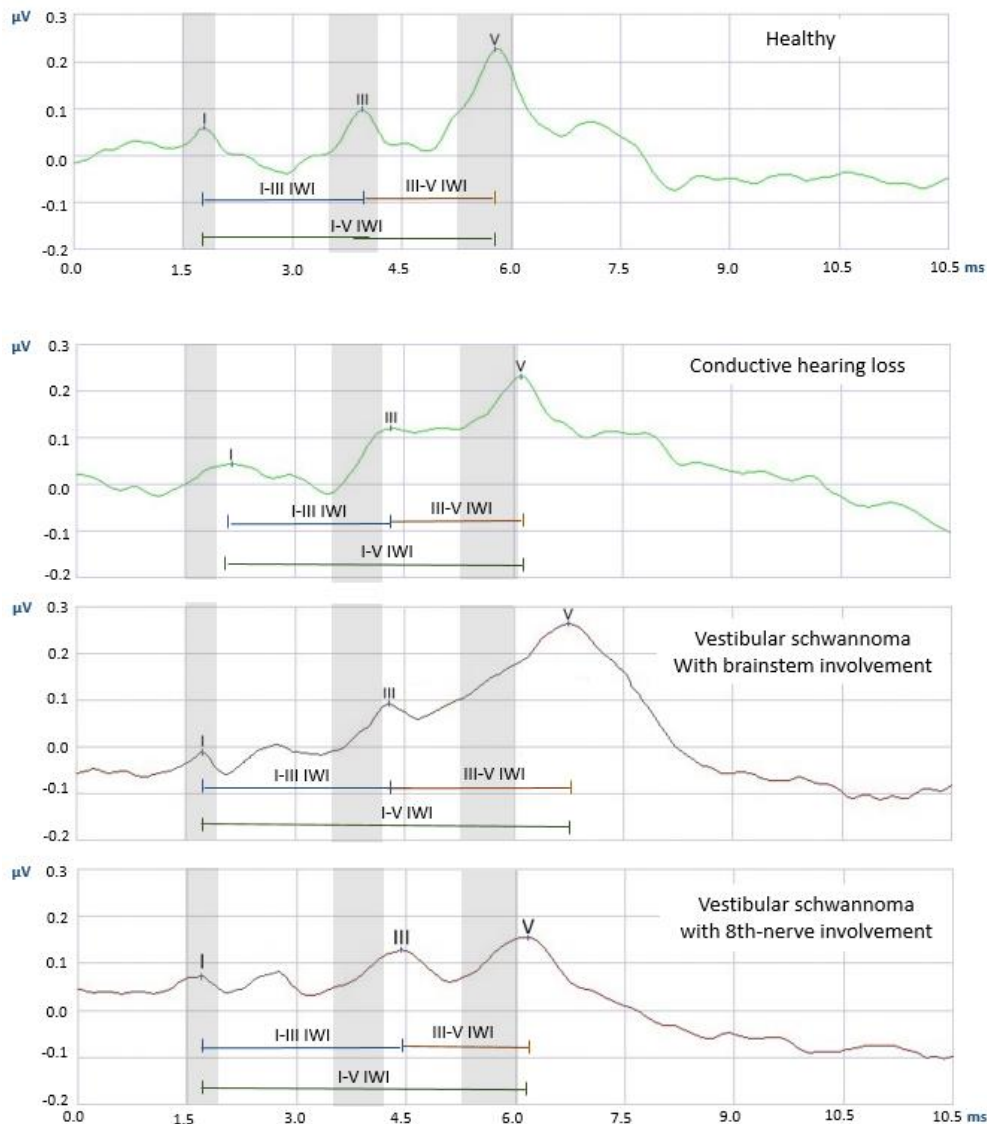 μV
0.3
0.2
0.1
0.0
-0.1
-0.2
Healthy
I
III
V
I-III IWI
III-V IWI
I-V IWI
0.0 1.5 3.0 4.5 6.0 7.5 9.0 10.5 10.5 ms
μV
0.3
0.2
0.1
0.0
-0.1
-0.2
Conductive hearing loss
I
III
V
I-III IWI
III-V IWI
I-V IWI
μV
0.3
0.2
0.1
0.0
-0.1
-0.2
Vestibular schwannoma
With brainstem involvement
I
III
V
I-III IWI
III-V IWI
I-V IWI
μV
0.3
0.2
0.1
0.0
-0.1
-0.2
Vestibular schwannoma
with 8th-nerve involvement
I
III
V
I-III IWI
III-V IWI
I-V IWI
0.0 1.5 3.0 4.5 6.0 7.5 9.0 10.5 10.5 ms